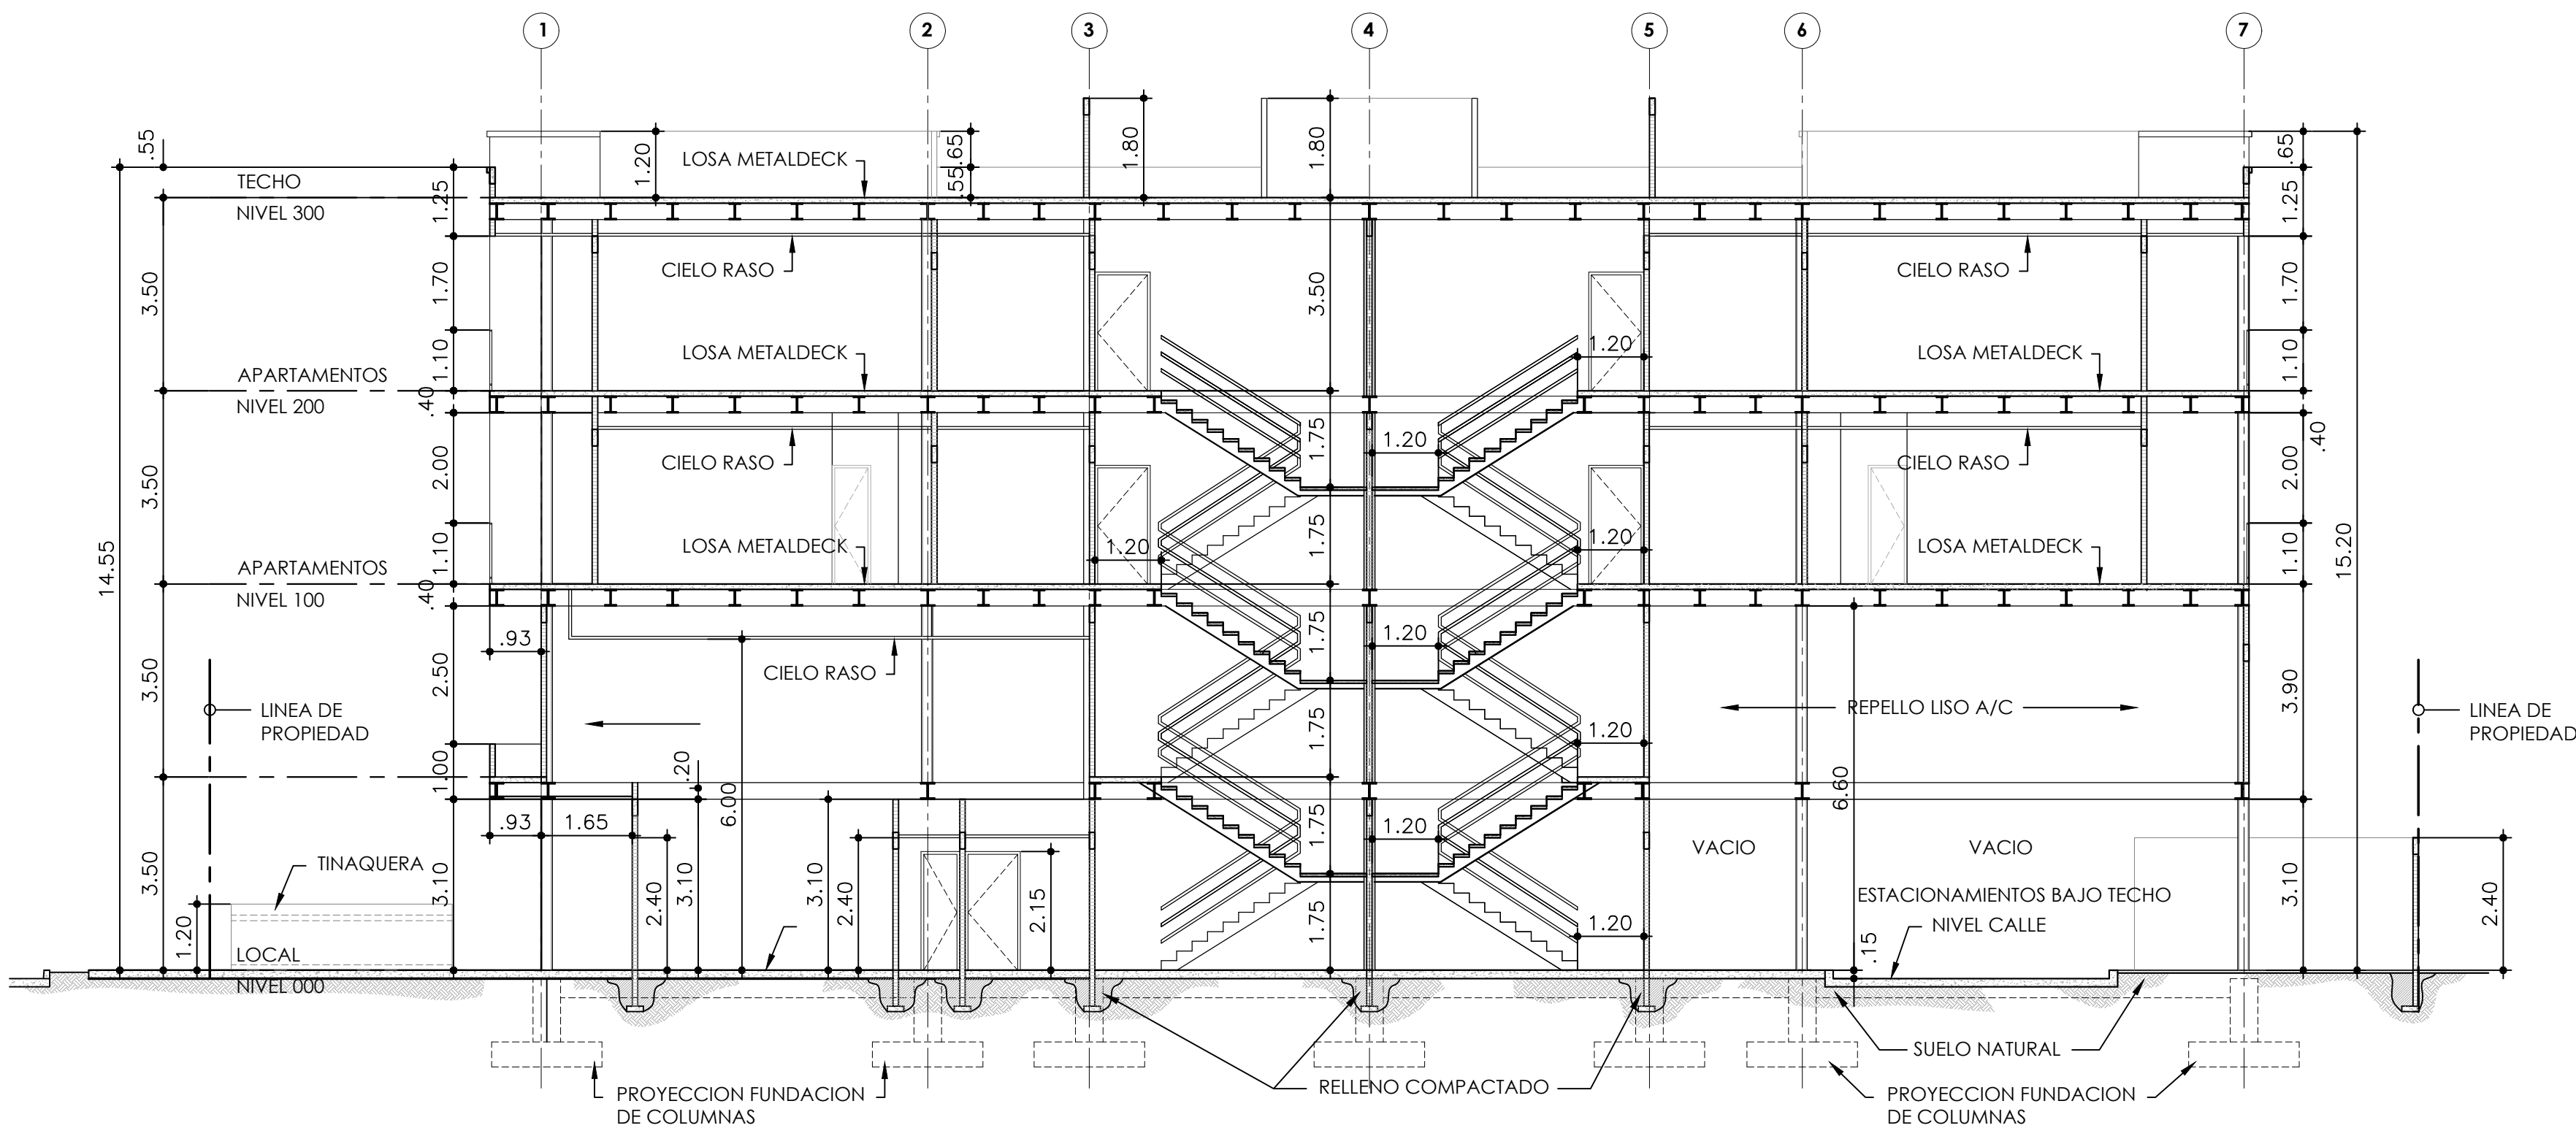 1
2
3
4
5
6
7
.55
1.20
LOSA METALDECK
.65
.55
1.80
1.80
.65
TECHO
NIVEL 300
1.25
1.25
CIELO RASO
CIELO RASO
3.50
1.70
3.50
1.70
LOSA METALDECK
1.20
LOSA METALDECK
1.10
1.10
APARTAMENTOS
NIVEL 200
.40
.40
1.75
1.20
CIELO RASO
CIELO RASO
3.50
2.00
2.00
14.55
LOSA METALDECK
1.20
1.75
1.20
LOSA METALDECK
15.20
1.10
1.10
APARTAMENTOS
NIVEL 100
.40
.93
1.75
1.20
CIELO RASO
3.50
2.50
3.90
LINEA DE
PROPIEDAD
REPELLO LISO A/C
LINEA DE
PROPIEDAD
1.75
1.20
1.00
.20
6.00
6.60
.93
1.65
1.75
1.20
VACIO
VACIO
TINAQUERA
3.50
3.10
2.40
3.10
3.10
2.40
2.15
ESTACIONAMIENTOS BAJO TECHO
NIVEL CALLE
3.10
2.40
1.20
1.75
1.20
.15
LOCAL
NIVEL 000
SUELO NATURAL
PROYECCION FUNDACION
DE COLUMNAS
RELLENO COMPACTADO
PROYECCION FUNDACION
DE COLUMNAS